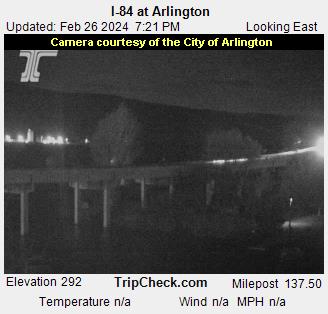 I-84 at Arlington
Updated: Feb 26 2024 7:21 PM Looking East
Camera courtesy of the City of Arlington
Elevation 292 TripCheck.com Milepost 137.50
Temperature n/a Wind n/a MPH n/a